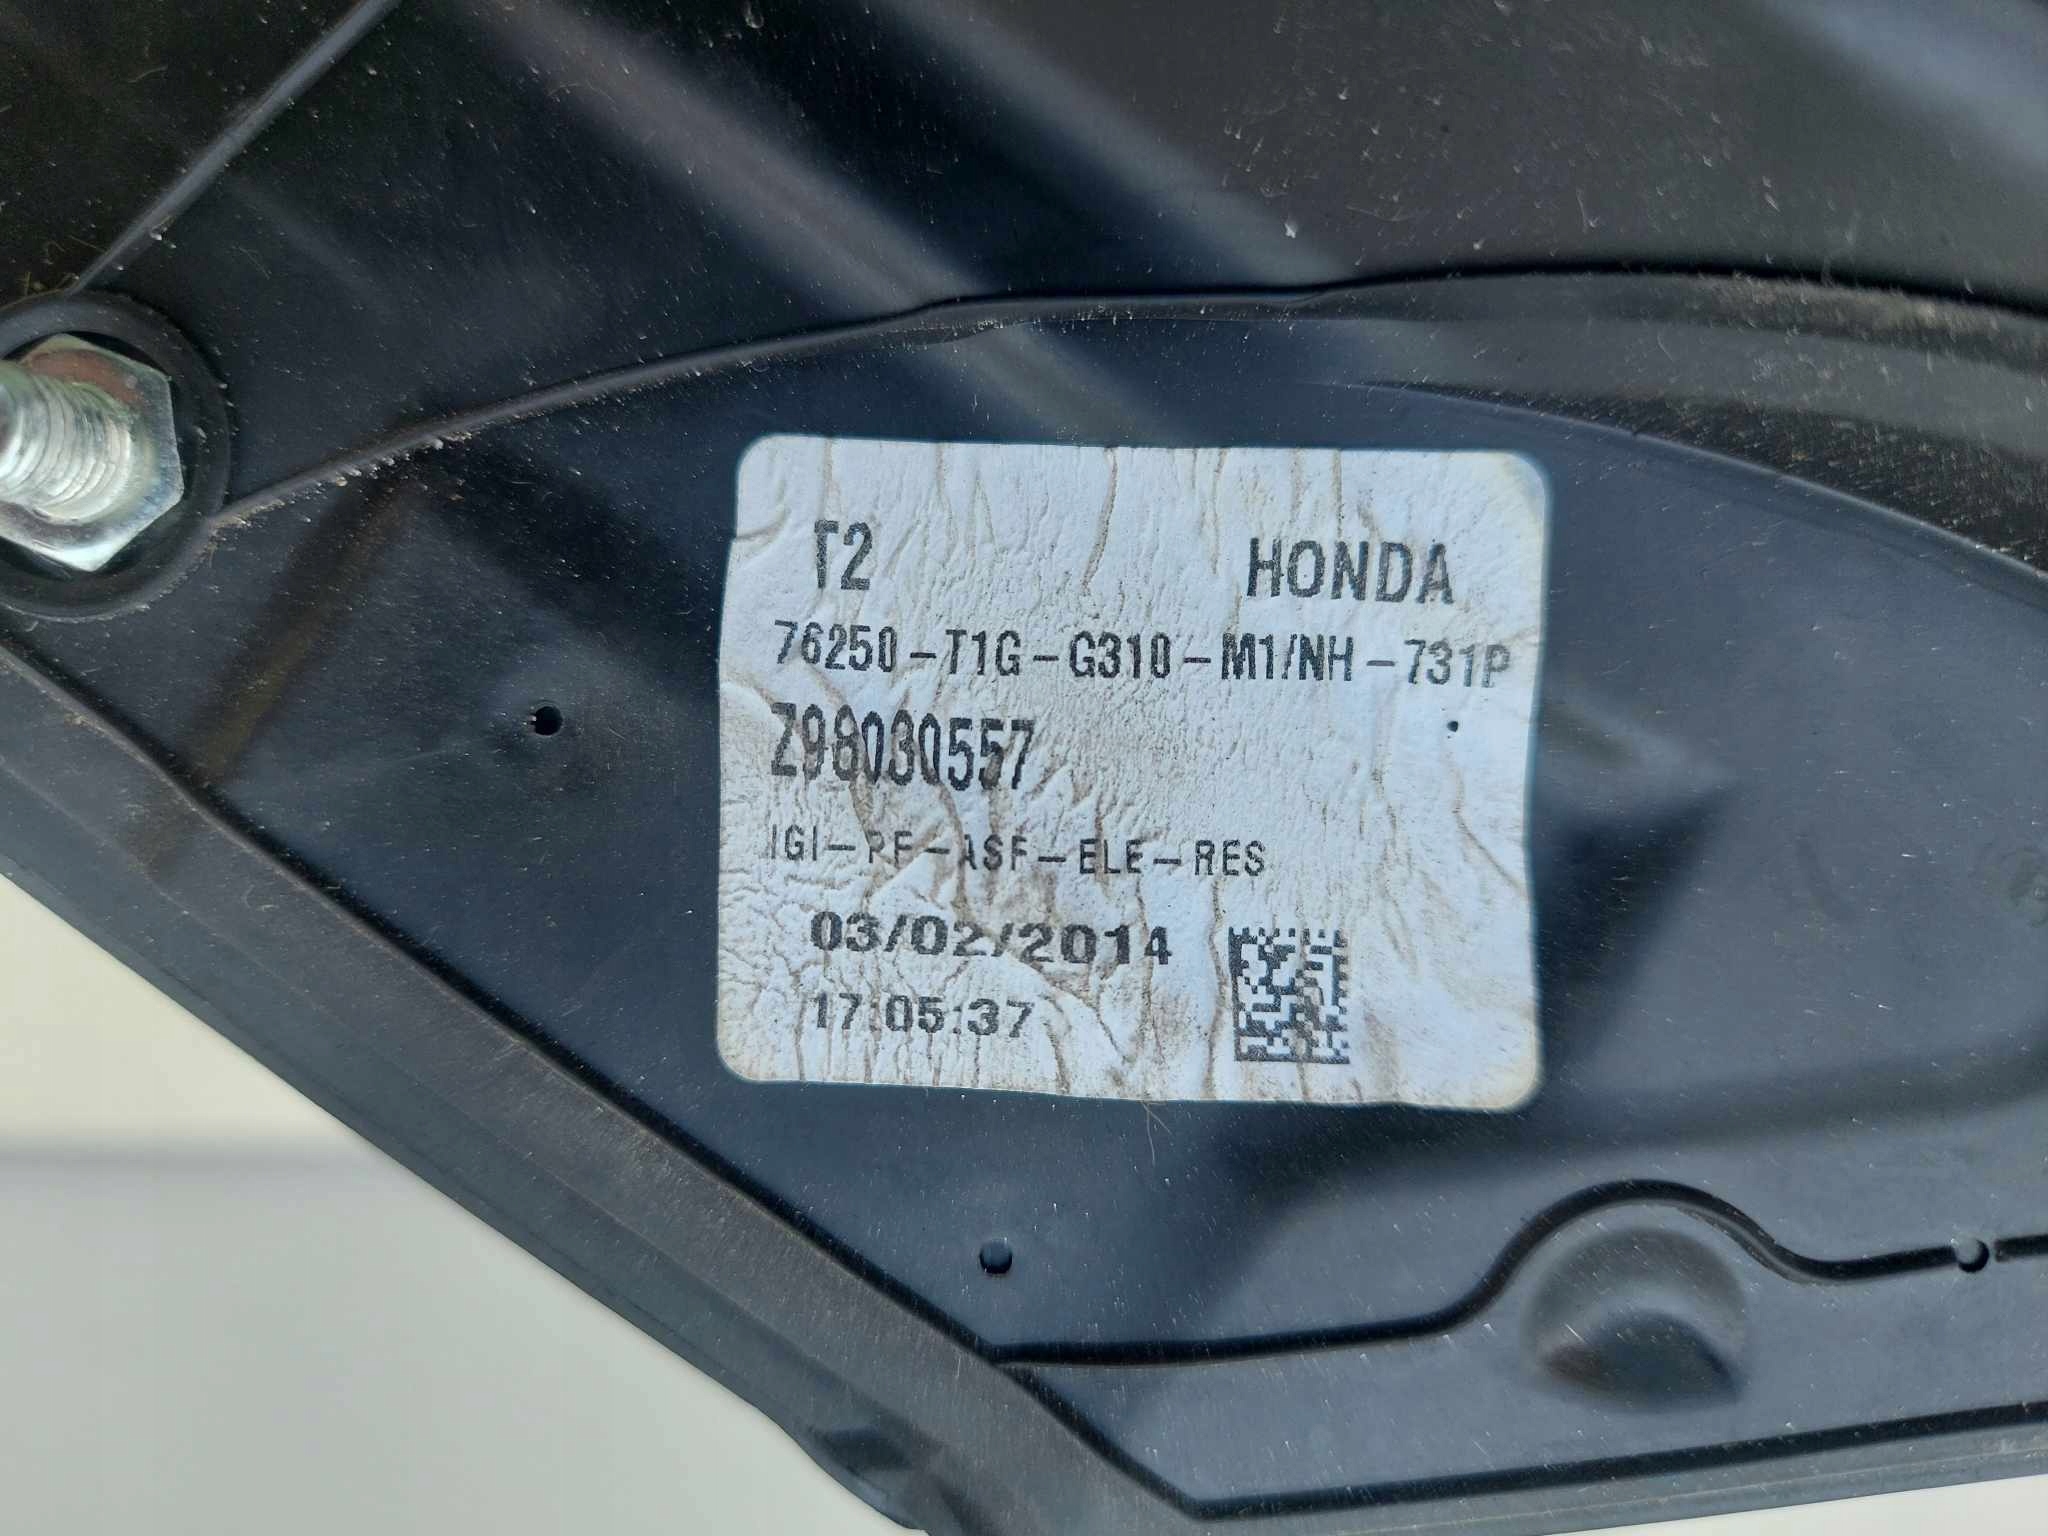 T2 HONDA
76250-T1G-G310-M1/NH-731P
Z98030557
IGI-PF-ASF-ELE-RES
03/02/2014
17:05:37